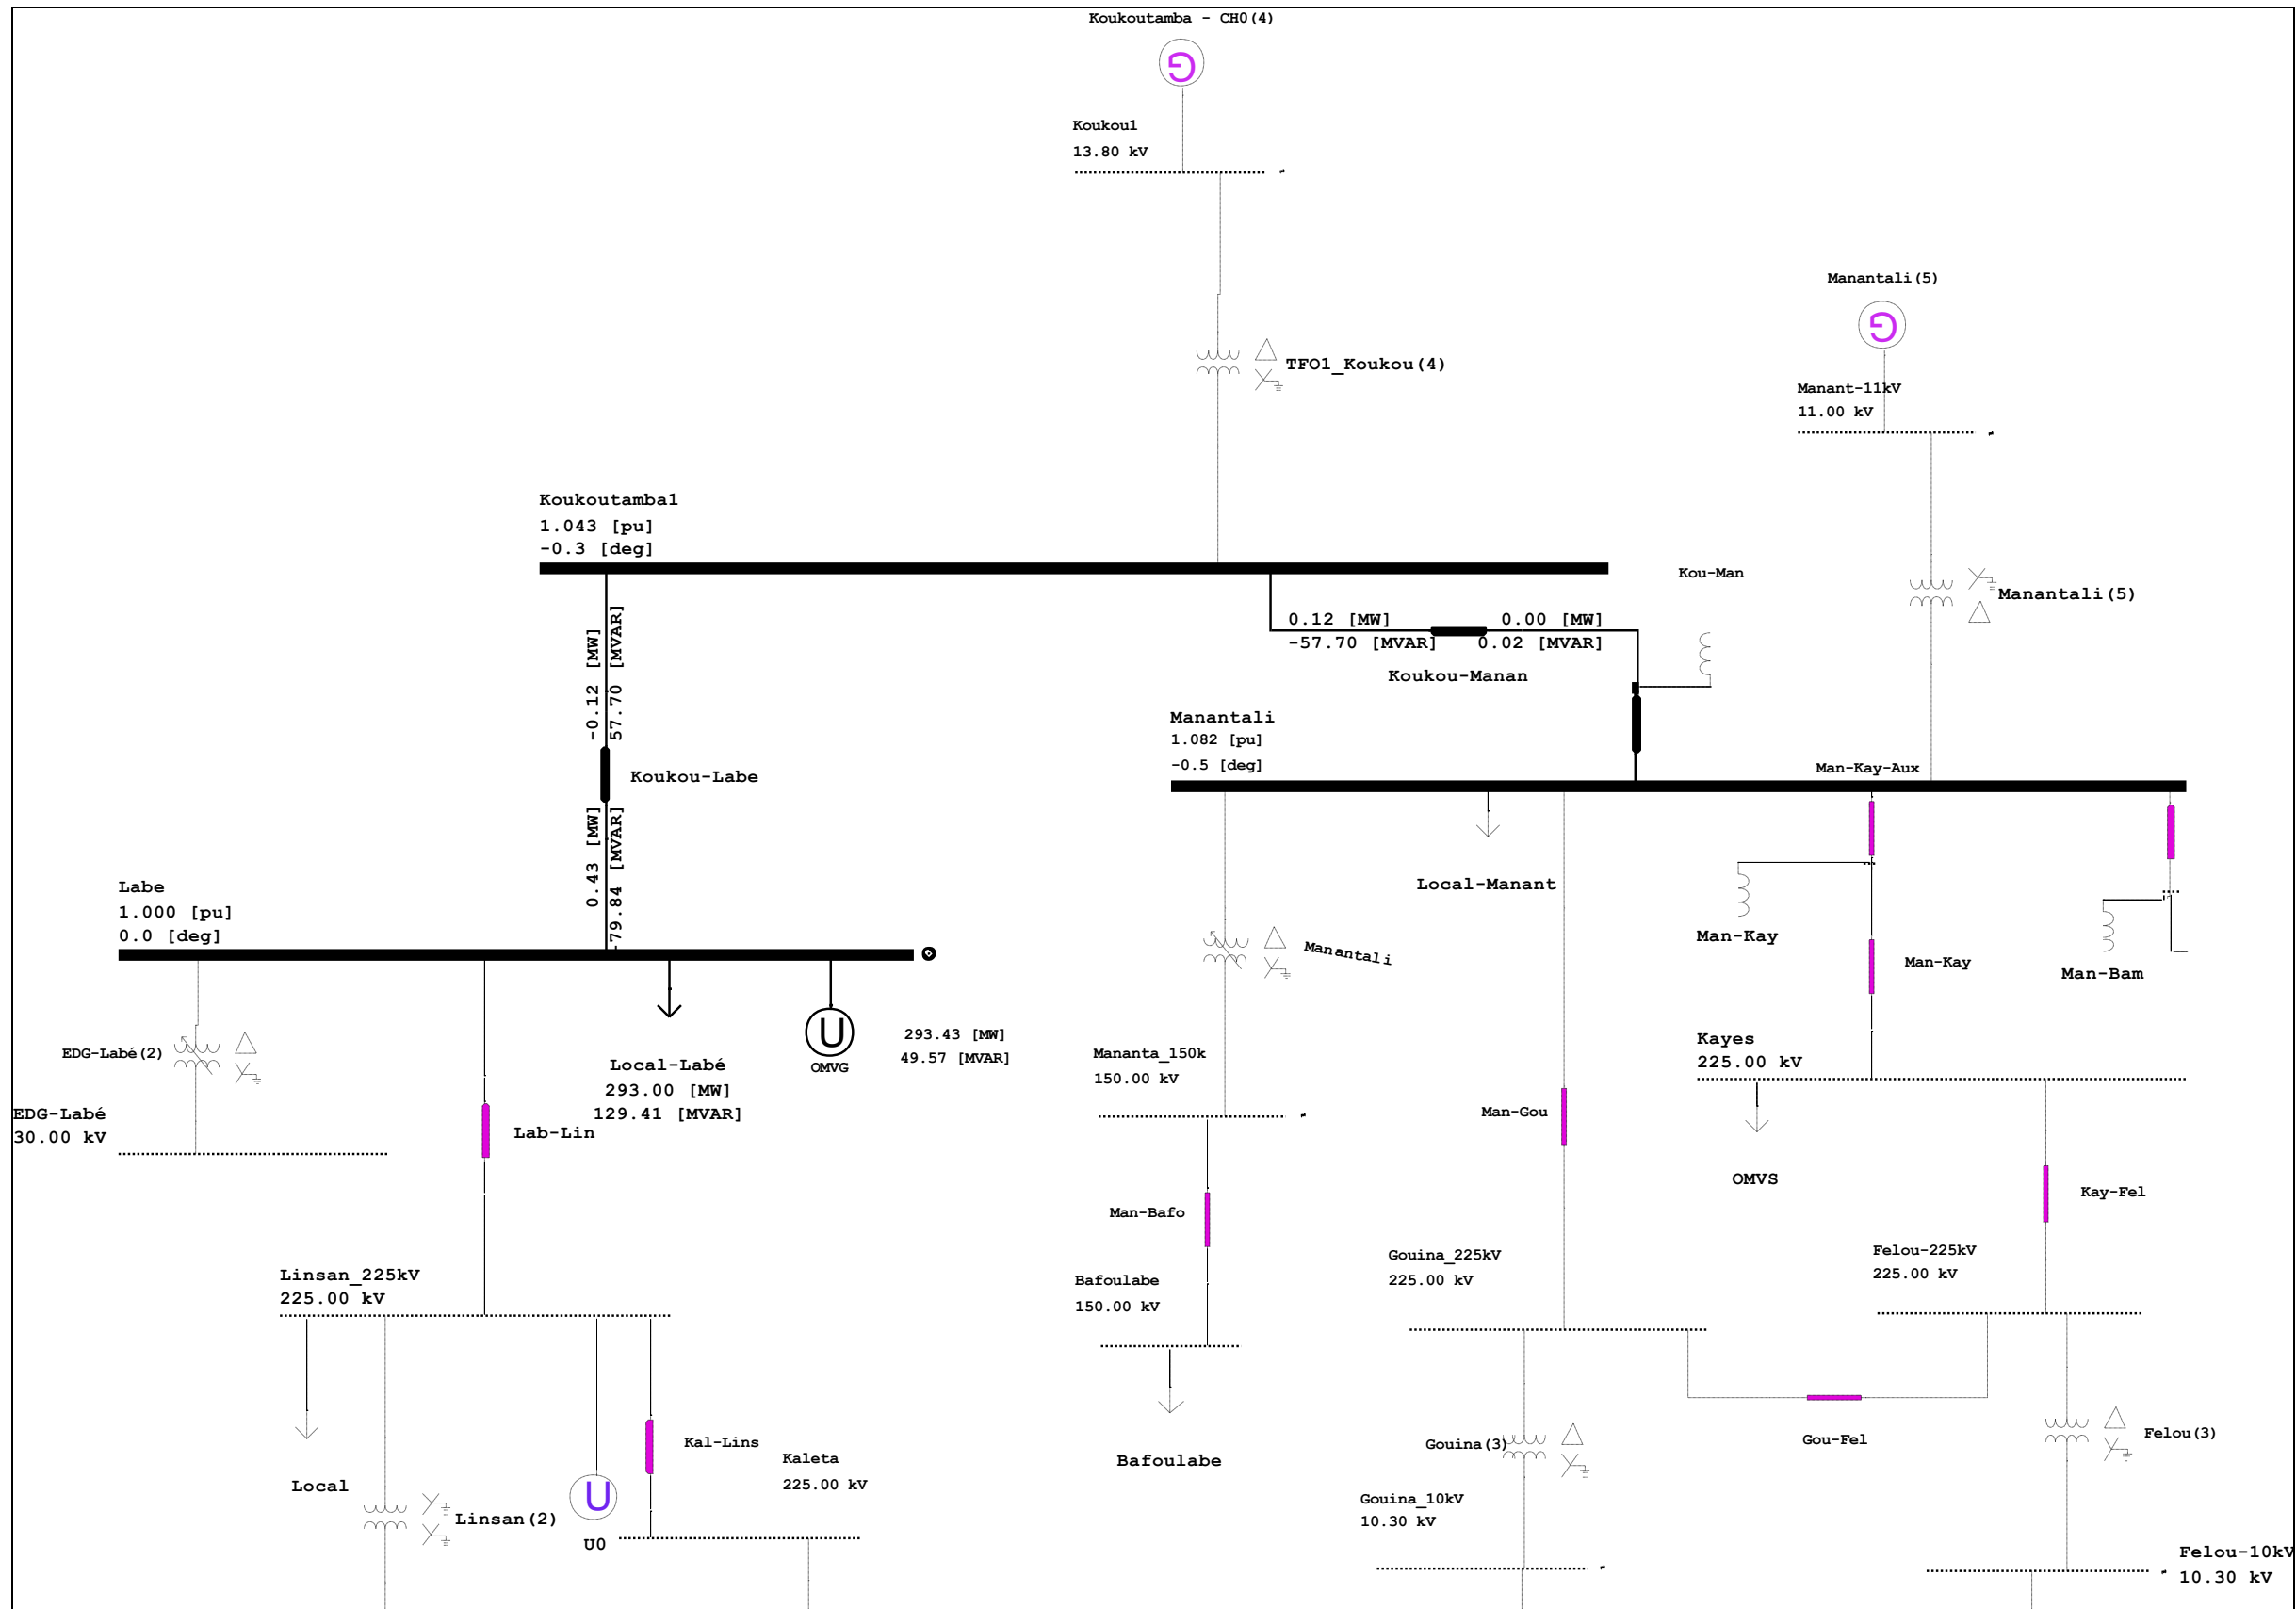 Koukoutamba - CH0(4)
G
Koukou1
13.80 kV
TFO1_Koukou(4)
Manantali(5)
G
Manant-11kV
11.00 kV
Manantali(5)
Koukoutamba1
1.043 [pu]
-0.3 [deg]
Kou-Man
0.12 [MW]
-57.70 [MVAR]
0.00 [MW]
0.02 [MVAR]
Koukou-Manan
-0.12 [MW]
57.70 [MVAR]
Koukou-Labe
0.43 [MW]
-79.84 [MVAR]
Manantali
1.082 [pu]
-0.5 [deg]
Man-Kay-Aux
Labe
1.000 [pu]
0.0 [deg]
Local-Manant
Man-Kay
Manantali
Man-Kay
Man-Bam
EDG-Labé(2)
Local-Labé
293.00 [MW]
129.41 [MVAR]
U
OMVG
293.43 [MW]
49.57 [MVAR]
Mananta_150k
150.00 kV
Kayes
225.00 kV
EDG-Labé
30.00 kV
Lab-Lin
Man-Gou
OMVS
Man-Bafo
Kay-Fel
Linsan_225kV
225.00 kV
Bafoulabe
150.00 kV
Gouina_225kV
225.00 kV
Felou-225kV
225.00 kV
Local
Linsan(2)
U
U0
Kal-Lins
Kaleta
225.00 kV
Bafoulabe
Gouina(3)
Gou-Fel
Felou(3)
Gouina_10kV
10.30 kV
Felou-10kV
10.30 kV